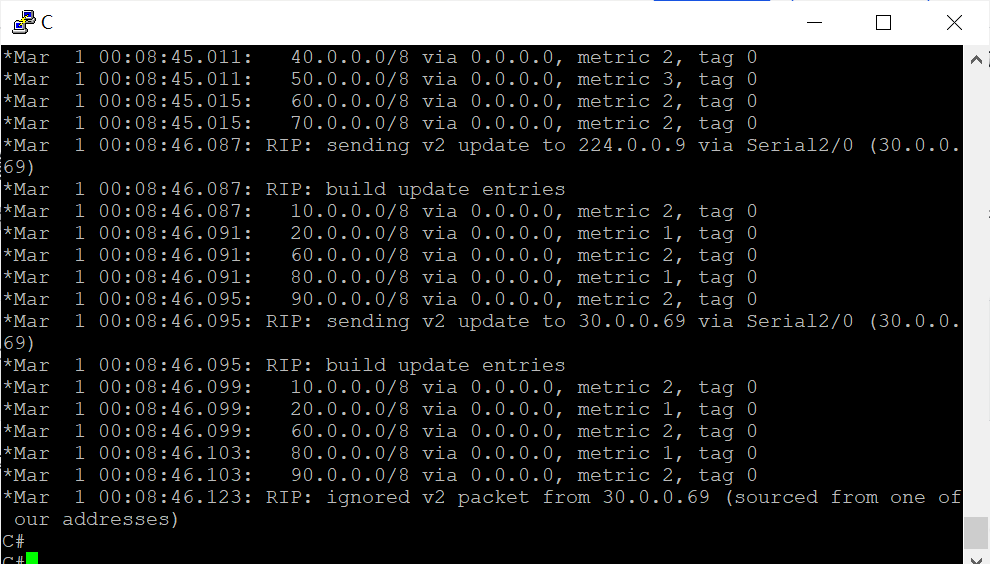 C
*Mar  1 00:08:45.011:   40.0.0.0/8 via 0.0.0.0, metric 2, tag 0
*Mar  1 00:08:45.011:   50.0.0.0/8 via 0.0.0.0, metric 3, tag 0
*Mar  1 00:08:45.015:   60.0.0.0/8 via 0.0.0.0, metric 2, tag 0
*Mar  1 00:08:45.015:   70.0.0.0/8 via 0.0.0.0, metric 2, tag 0
*Mar  1 00:08:46.087: RIP: sending v2 update to 224.0.0.9 via Serial2/0 (30.0.0.
69)
*Mar  1 00:08:46.087: RIP: build update entries
*Mar  1 00:08:46.087:   10.0.0.0/8 via 0.0.0.0, metric 2, tag 0
*Mar  1 00:08:46.091:   20.0.0.0/8 via 0.0.0.0, metric 1, tag 0
*Mar  1 00:08:46.091:   60.0.0.0/8 via 0.0.0.0, metric 2, tag 0
*Mar  1 00:08:46.091:   80.0.0.0/8 via 0.0.0.0, metric 1, tag 0
*Mar  1 00:08:46.095:   90.0.0.0/8 via 0.0.0.0, metric 2, tag 0
*Mar  1 00:08:46.095: RIP: sending v2 update to 30.0.0.69 via Serial2/0 (30.0.0.
69)
*Mar  1 00:08:46.095: RIP: build update entries
*Mar  1 00:08:46.099:   10.0.0.0/8 via 0.0.0.0, metric 2, tag 0
*Mar  1 00:08:46.099:   20.0.0.0/8 via 0.0.0.0, metric 1, tag 0
*Mar  1 00:08:46.099:   60.0.0.0/8 via 0.0.0.0, metric 2, tag 0
*Mar  1 00:08:46.103:   80.0.0.0/8 via 0.0.0.0, metric 1, tag 0
*Mar  1 00:08:46.103:   90.0.0.0/8 via 0.0.0.0, metric 2, tag 0
*Mar  1 00:08:46.123: RIP: ignored v2 packet from 30.0.0.69 (sourced from one of
 our addresses)
C#
C#